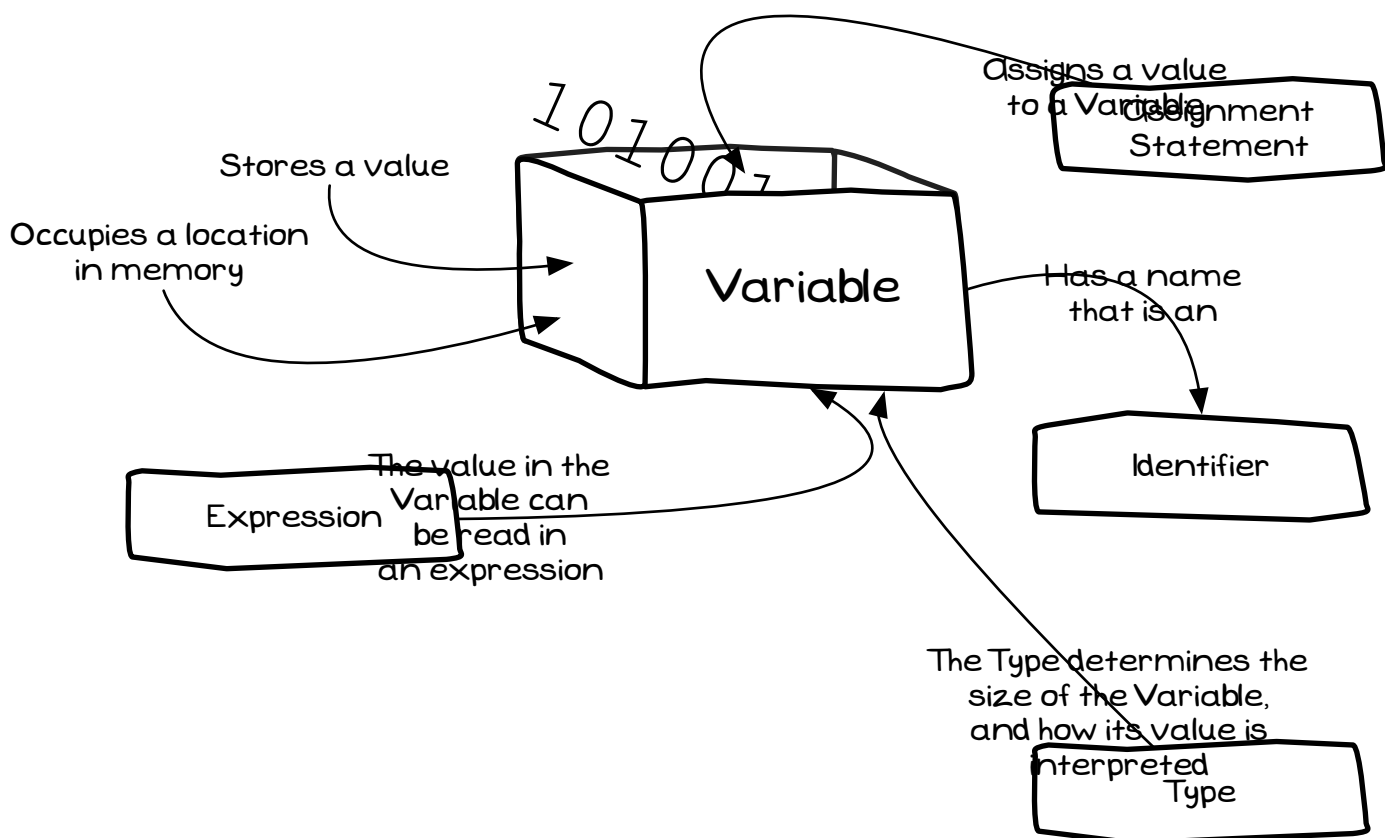 Assigns a value
to a Variable
Assignment
Statement
101001
Stores a value
Occupies a location
in memory
Variable
Has a name
that is an
Identifier
The value in the
Variable can
be read in
an expression
Expression
The Type determines the
size of the Variable,
and how its value is
interpreted
Type